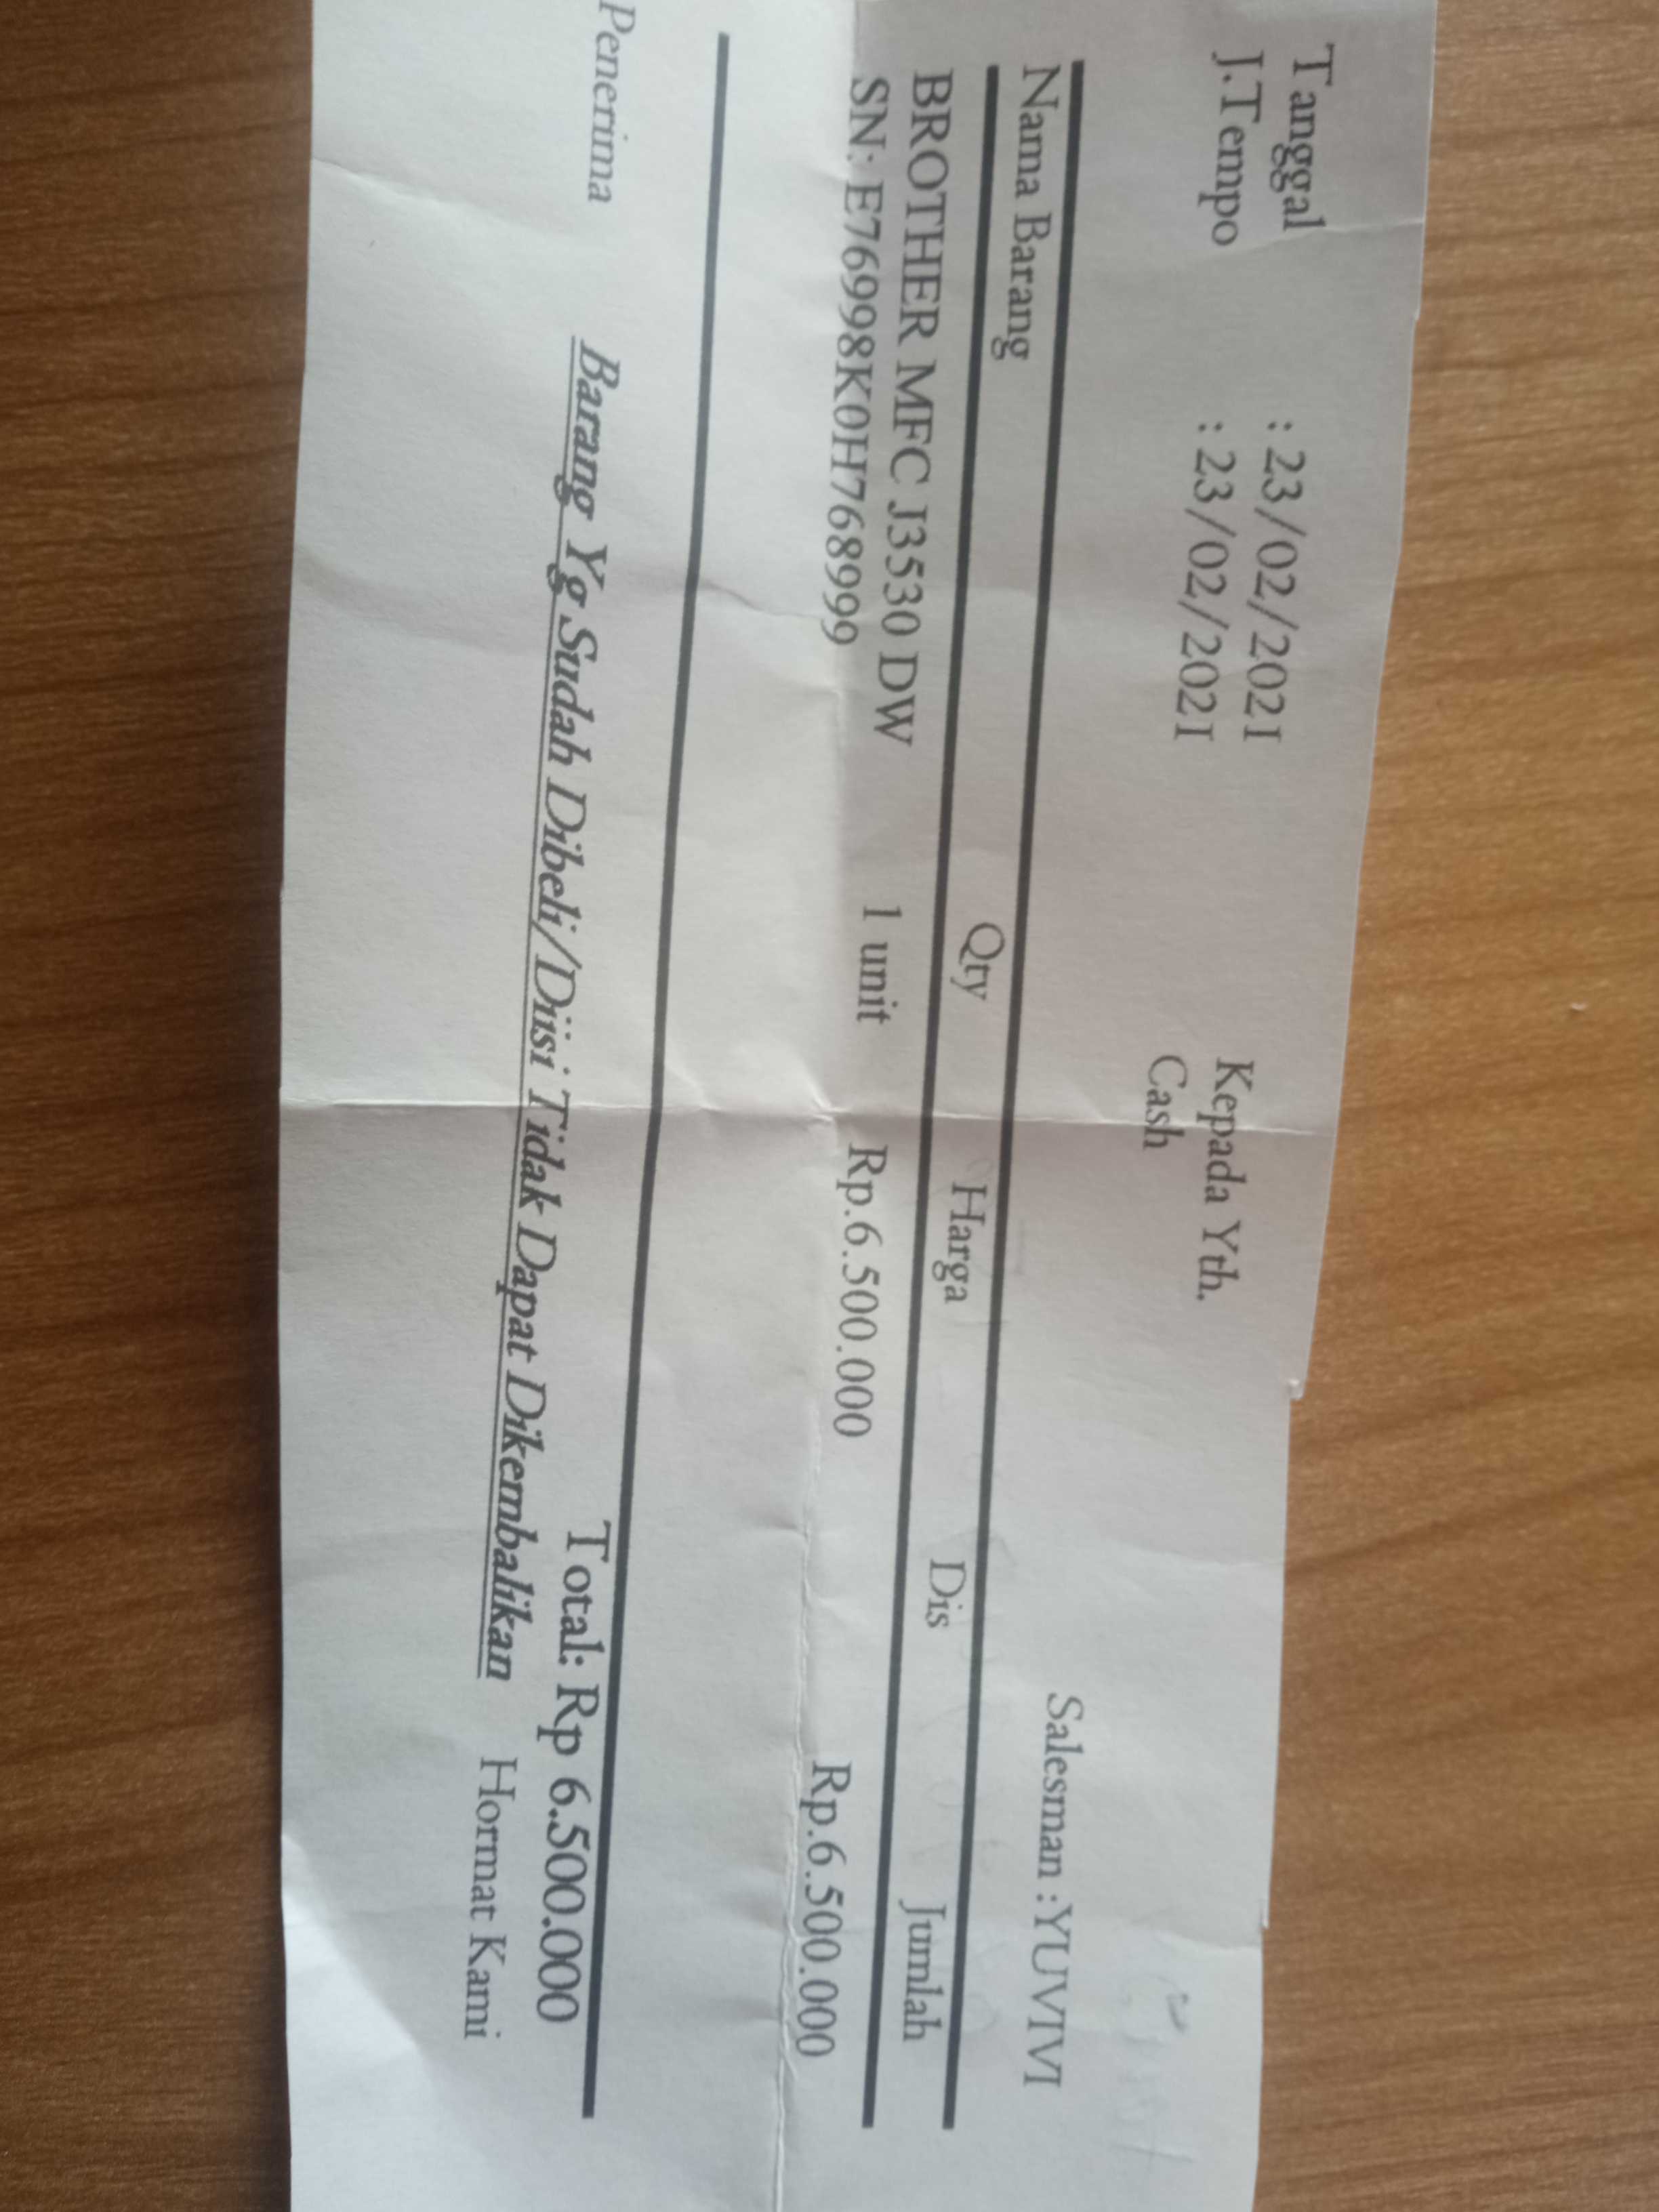 Tanggal : 23/02/2021 Kepada Yth.
J.Tempo : 23/02/2021 Cash
Salesman : YUVIVI
Nama Barang Qty Harga Dis Jumlah
BROTHER MFC J3530 DW
SN: E76998K0H768999 1 unit Rp.6.500.000 Rp.6.500.000
Total: Rp 6.500.000
Penerima Barang Yg Sudah Dibeli/Diisi Tidak Dapat Dikembalikan Hormat Kami